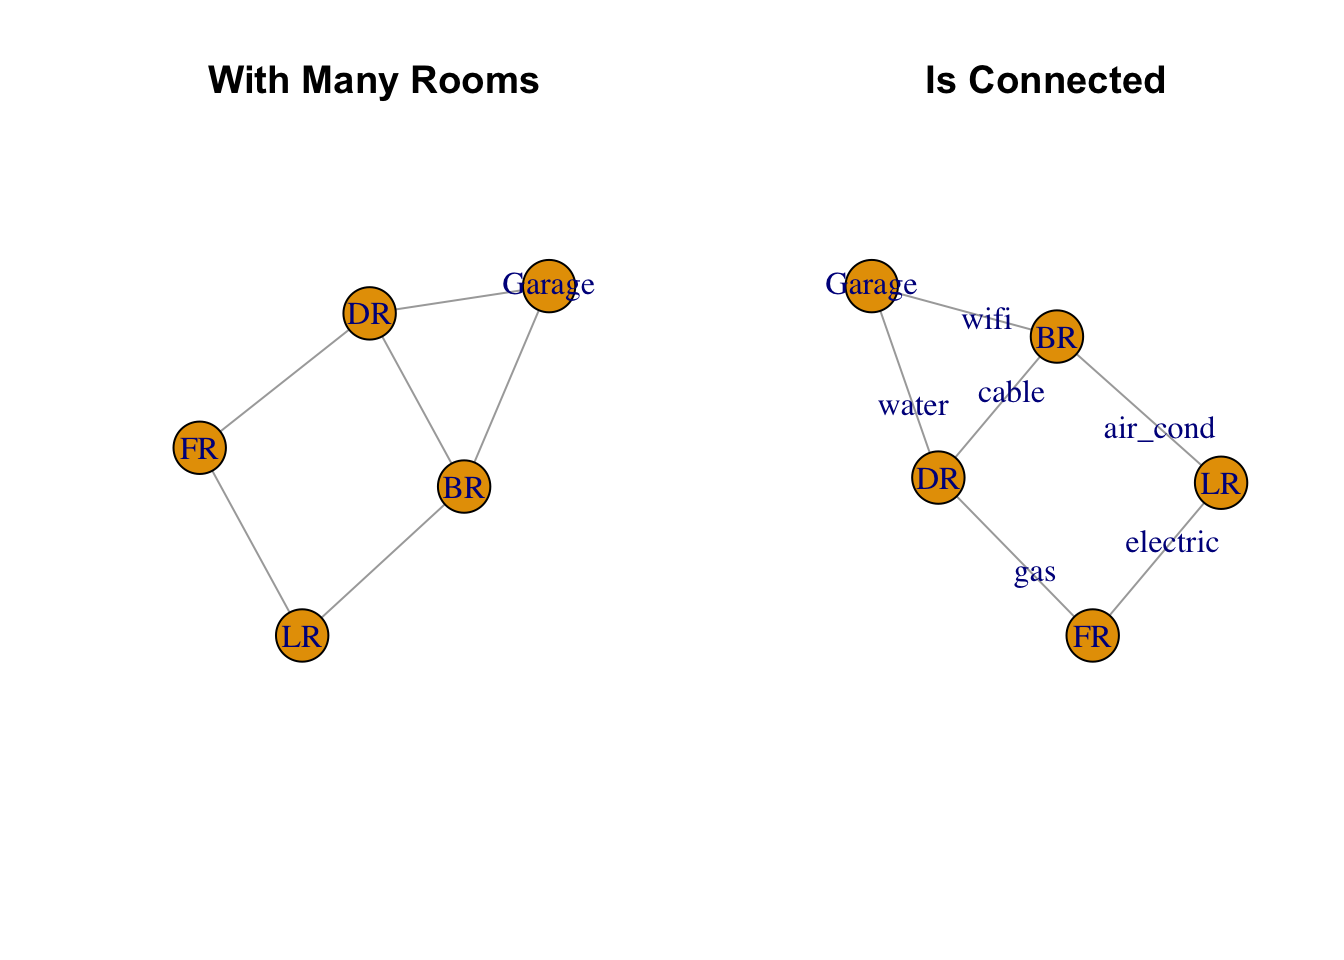 With Many Rooms
Garage
DR
FR
BR
LR
Is Connected
Garage
wifi
BR
cable
water
air_cond
DR
LR
electric
gas
FR